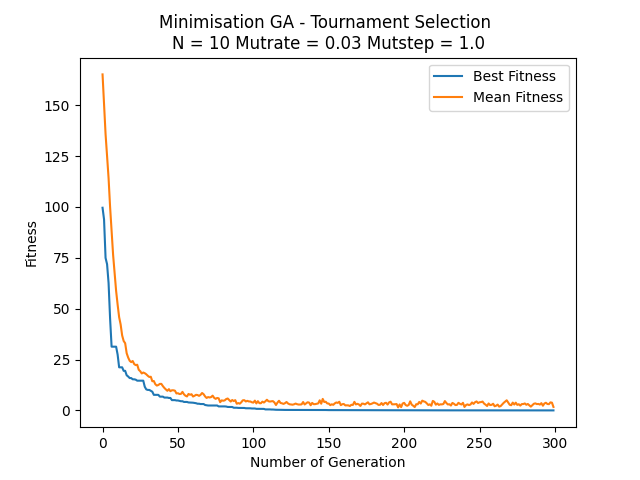 Minimisation GA - Tournament Selection
N = 10 Mutrate = 0.03 Mutstep = 1.0
Best Fitness
Mean Fitness
150
125
100
75
50
25
0
Fitness
0 50 100 150 200 250 300
Number of Generation